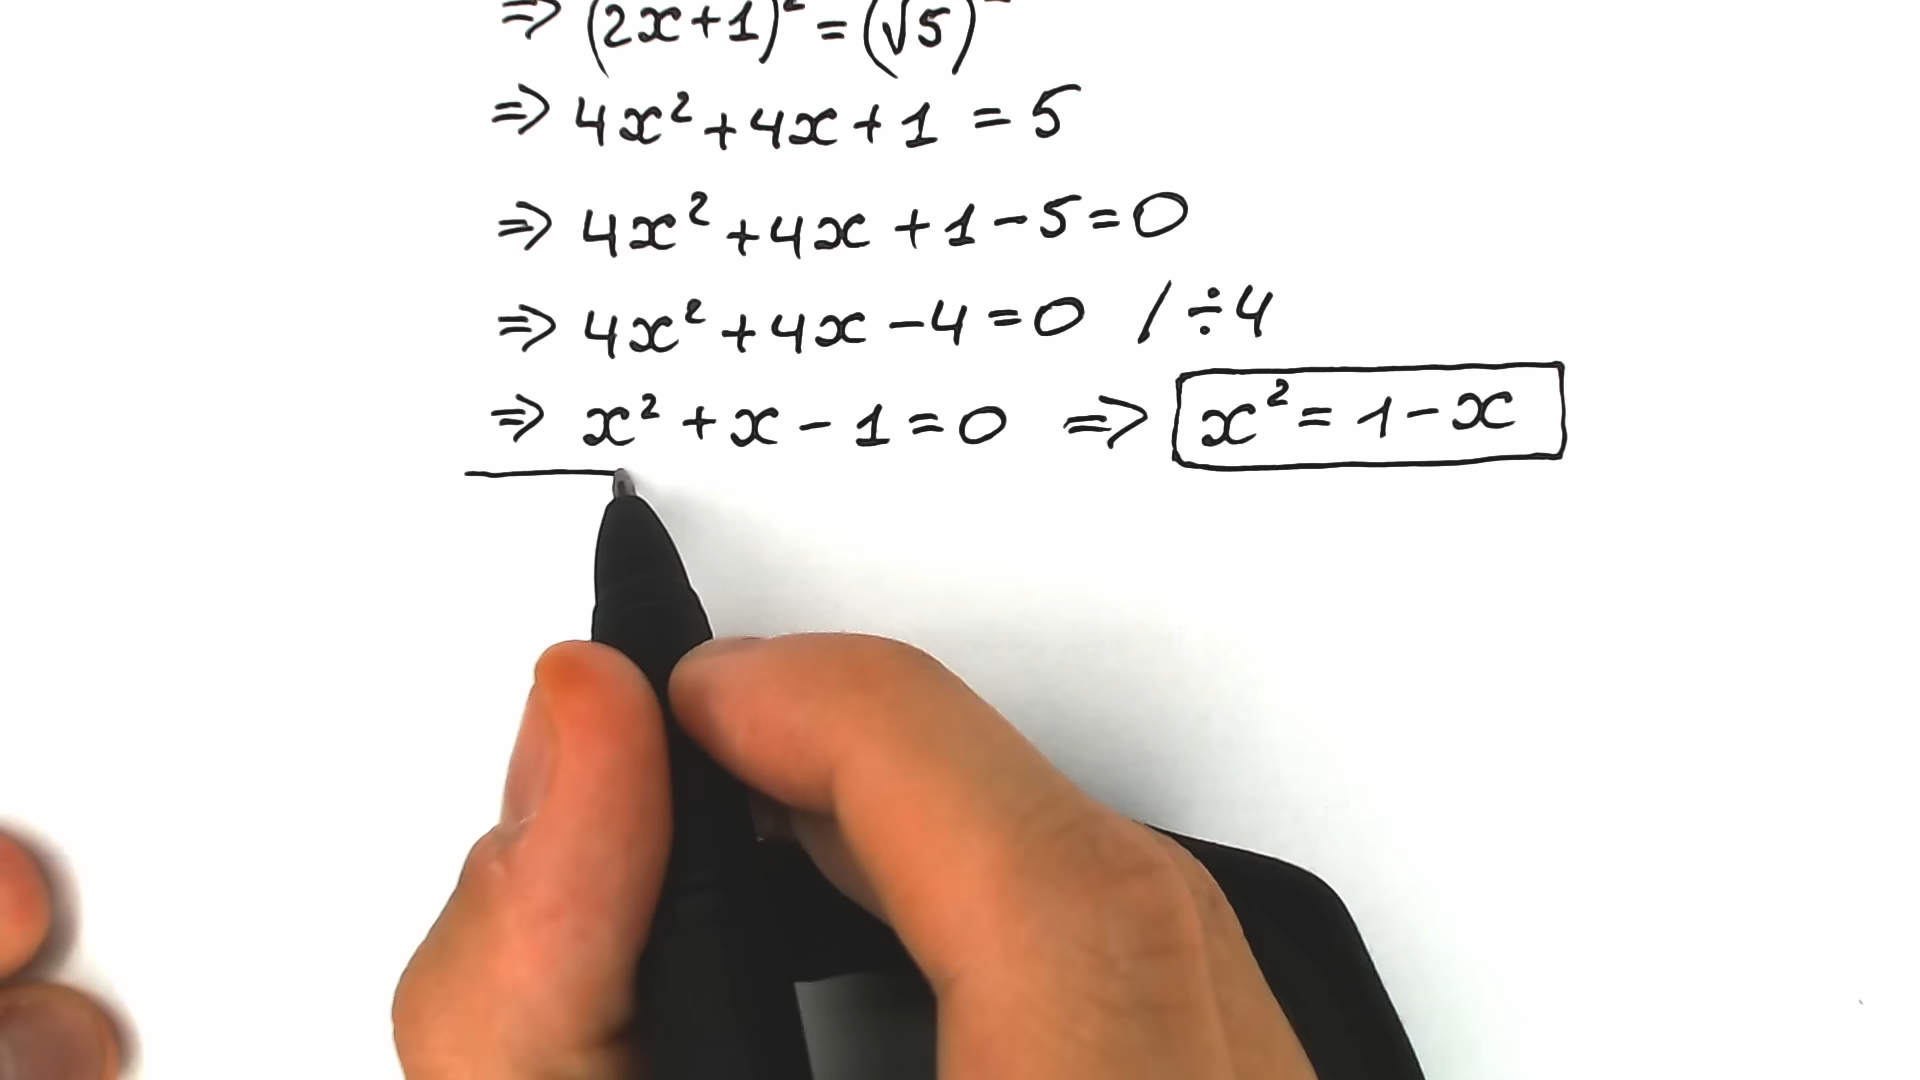 ⇒ (2x+1)² = (√5)²
⇒ 4x² + 4x + 1 = 5
⇒ 4x² + 4x + 1 - 5 = 0
⇒ 4x² + 4x - 4 = 0 / ÷4
⇒ x² + x - 1 = 0 ⇒ x² = 1 - x